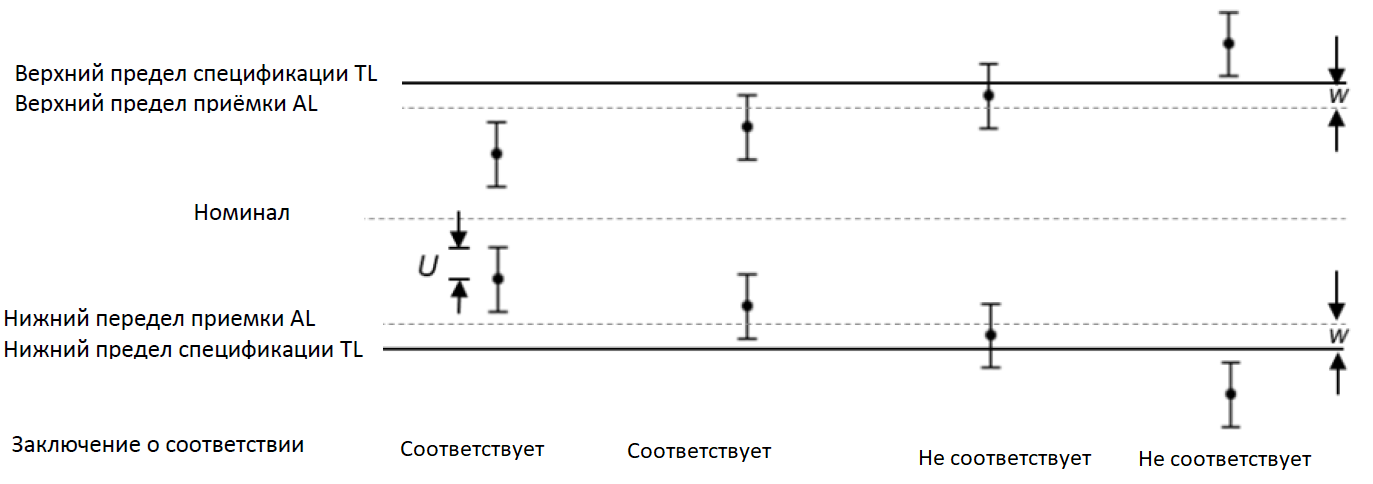 Верхний предел спецификации TL
Верхний предел приёмки AL
w
Номинал
U
Нижний передел приемки AL
Нижний предел спецификации TL
w
Заключение о соответствии
Соответствует
Соответствует
Не соответствует
Не соответствует